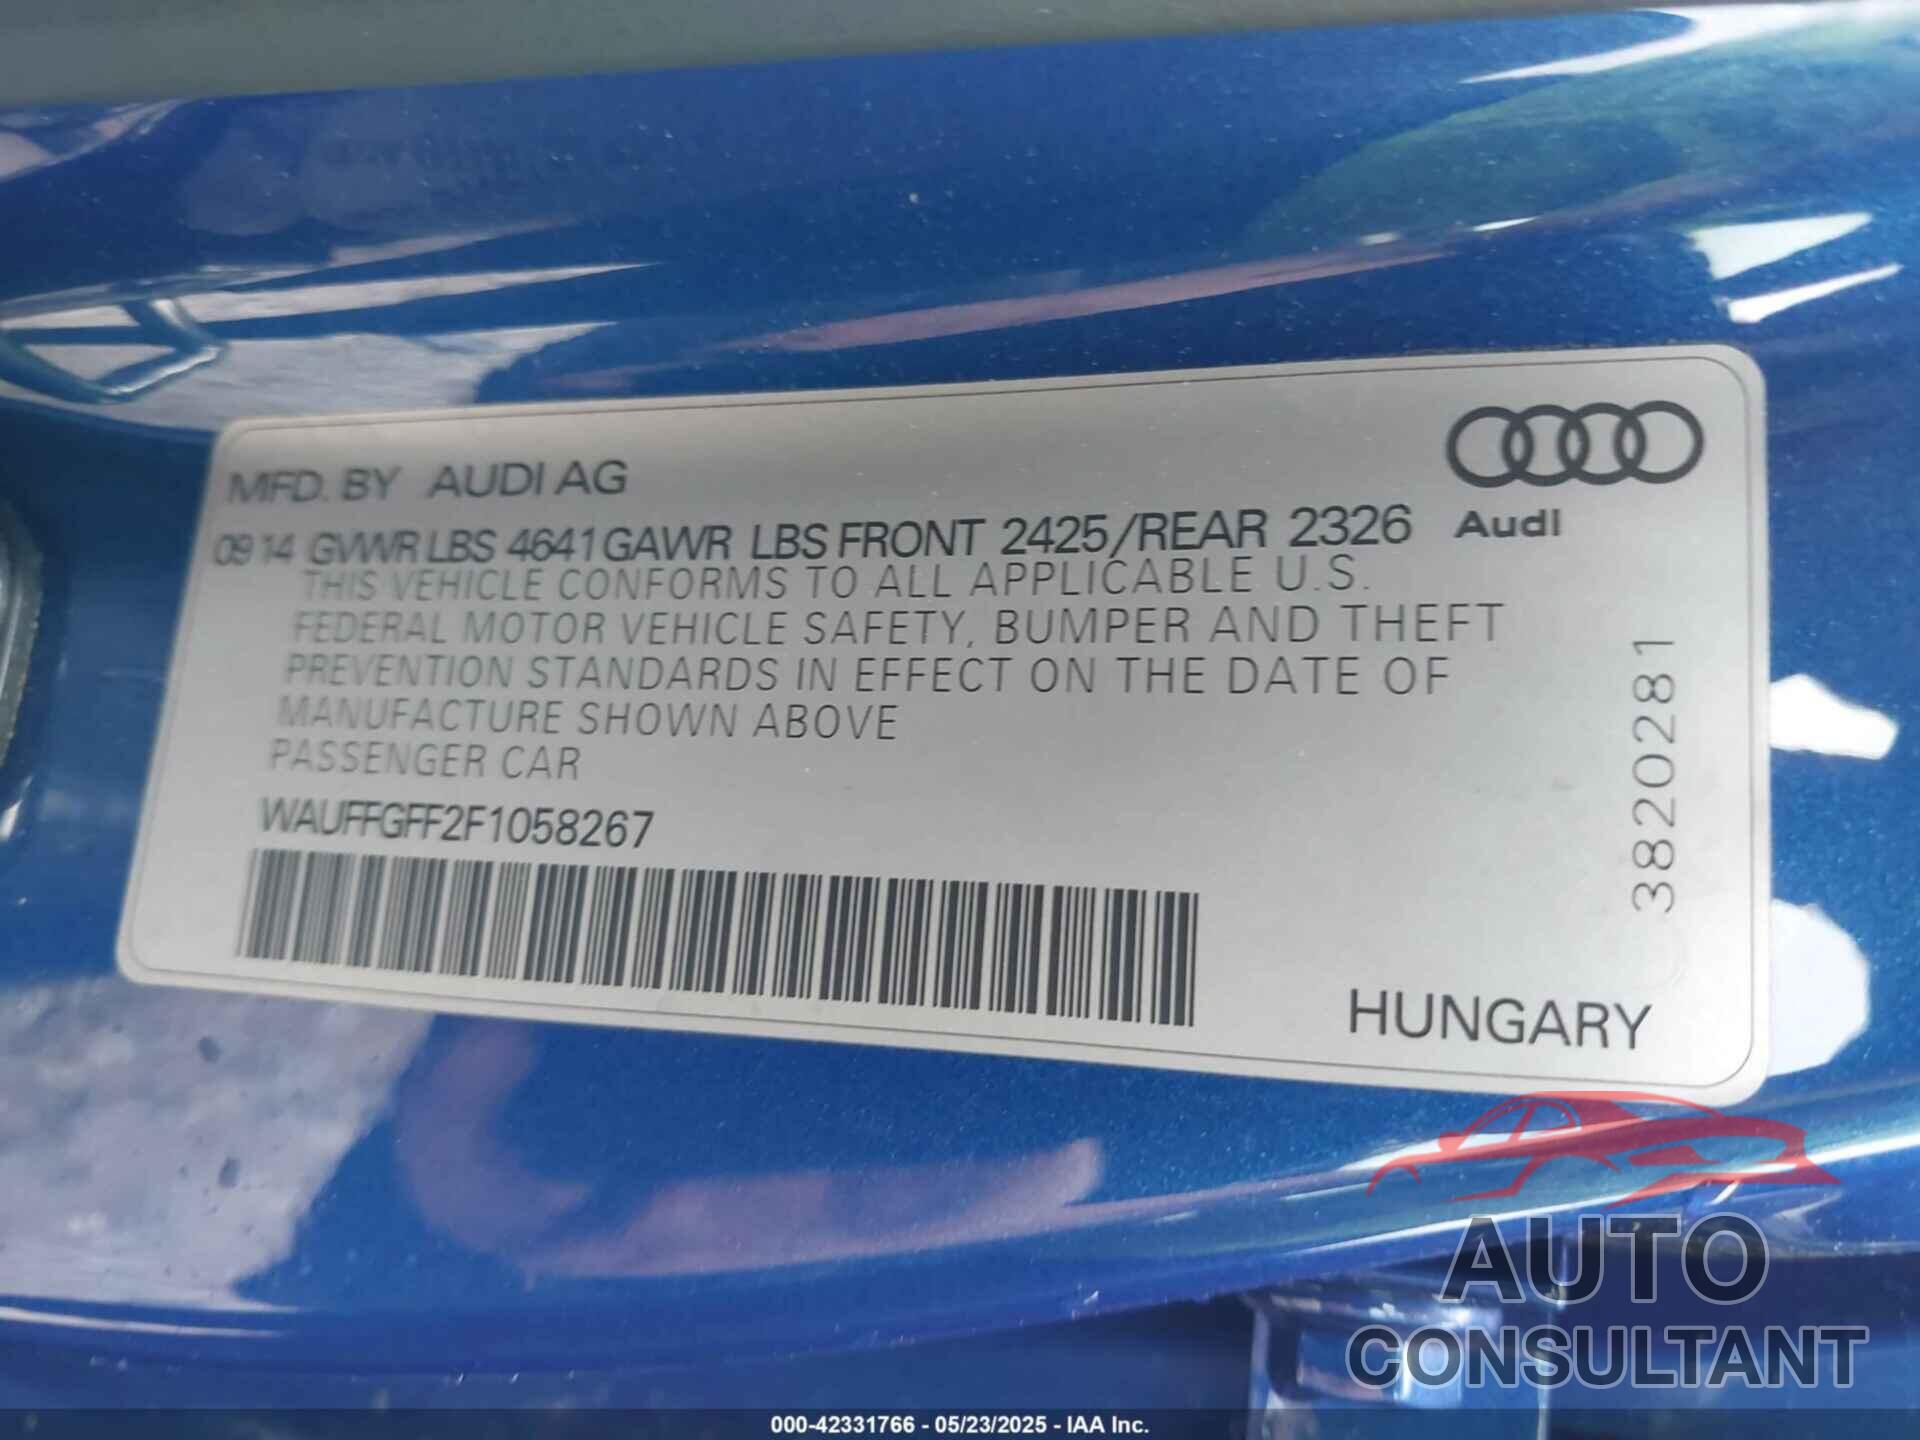 MFD. BY AUDI AG
09 14 GVWR LBS 4641 GAWR LBS FRONT 2425/REAR 2326
Audi
THIS VEHICLE CONFORMS TO ALL APPLICABLE U.S.
FEDERAL MOTOR VEHICLE SAFETY, BUMPER AND THEFT
PREVENTION STANDARDS IN EFFECT ON THE DATE OF
MANUFACTURE SHOWN ABOVE
PASSENGER CAR
WAUFFGFF2F1058267
3820281
HUNGARY
AUTO
CONSULTANT
000-42331766 - 05/23/2025 - IAA Inc.